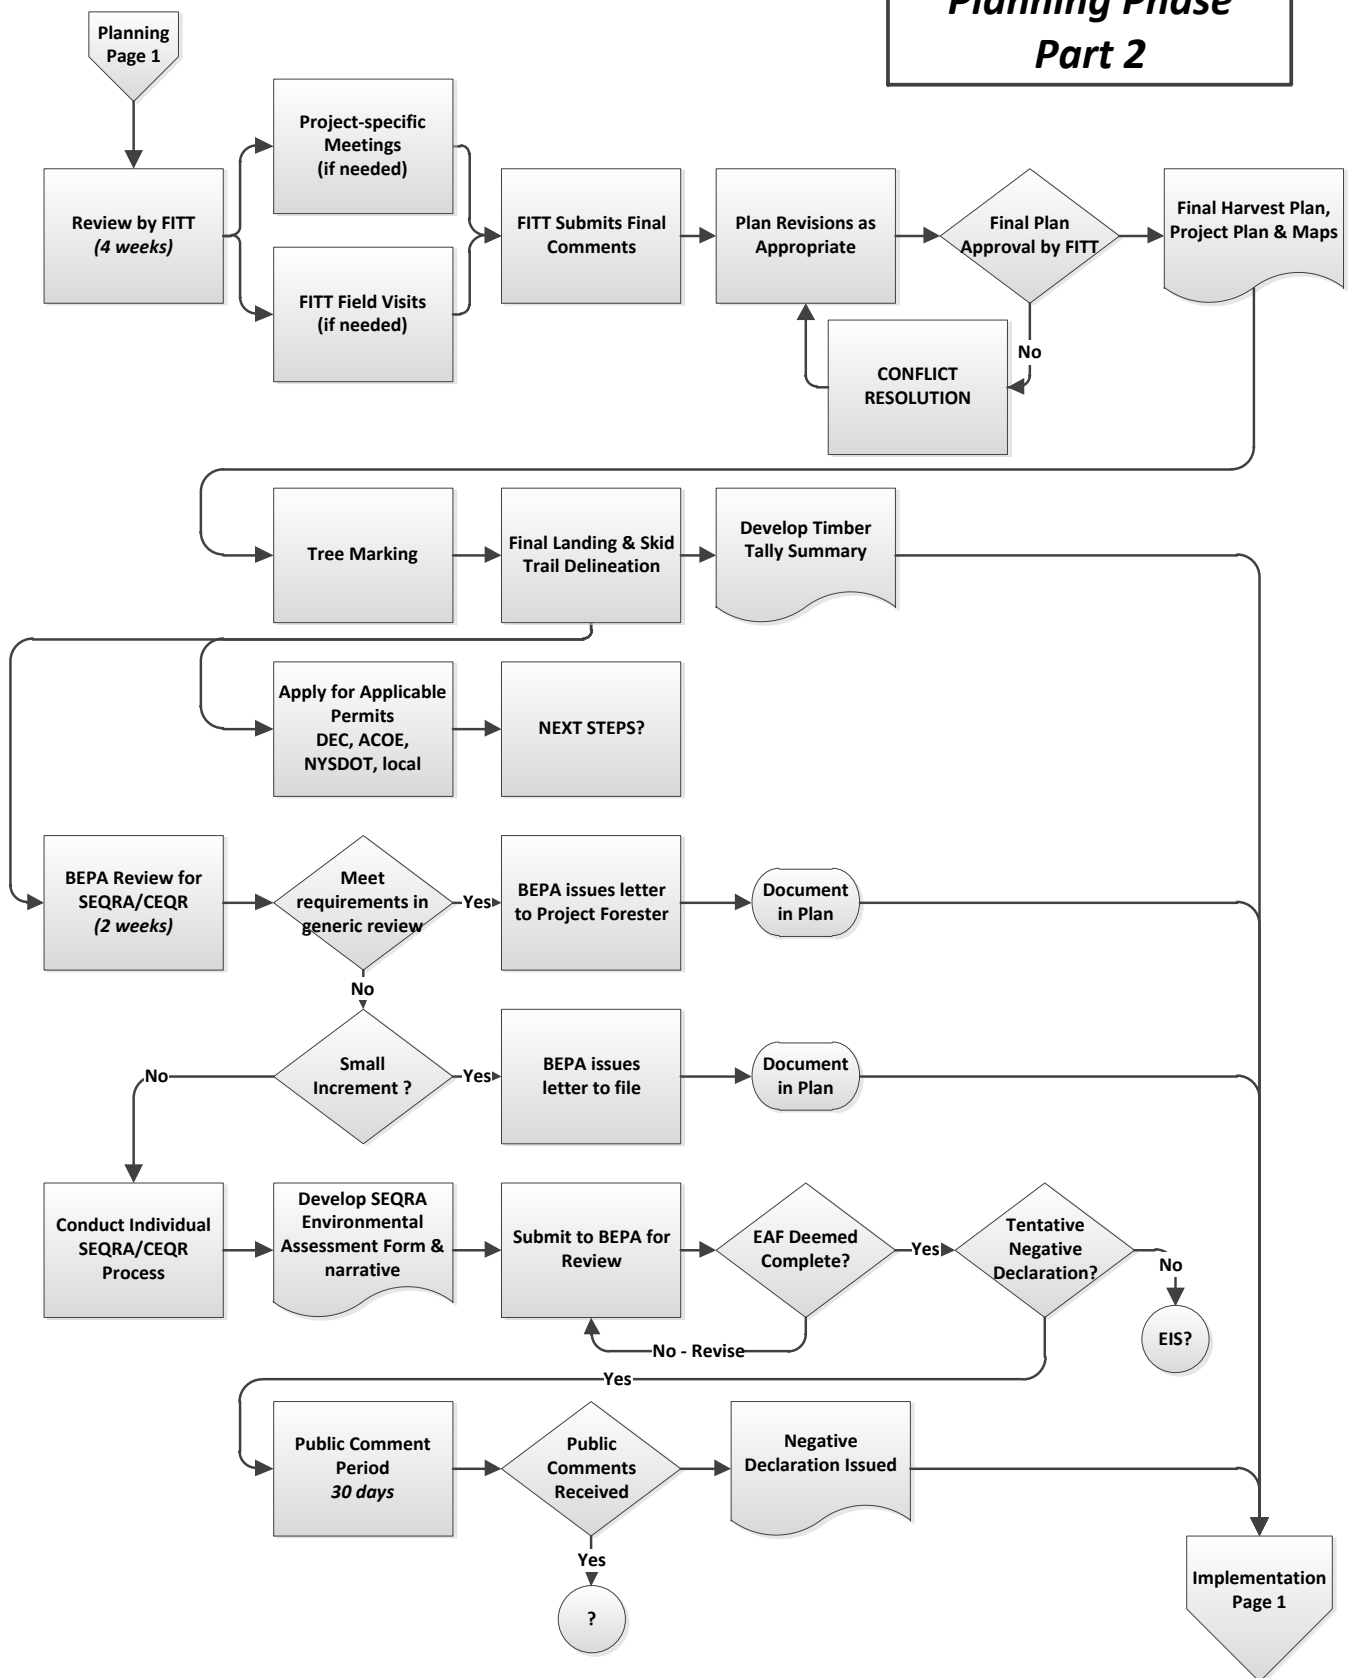 Planning Phase
Part 2
Planning
Page 1
Review by FITT
(4 weeks)
Project-specific
Meetings
(if needed)
FITT Field Visits
(if needed)
FITT Submits Final
Comments
Plan Revisions as
Appropriate
Final Plan
Approval by FITT
Final Harvest Plan,
Project Plan & Maps
No
CONFLICT
RESOLUTION
Tree Marking
Final Landing & Skid
Trail Delineation
Develop Timber
Tally Summary
Apply for Applicable
Permits
DEC, ACOE,
NYSDOT, local
NEXT STEPS?
BEPA Review for
SEQRA/CEQR
(2 weeks)
Meet
requirements in
generic review
Yes
BEPA issues letter
to Project Forester
Document
in Plan
No
Small
Increment ?
No
Yes
BEPA issues
letter to file
Document
in Plan
Conduct Individual
SEQRA/CEQR
Process
Develop SEQRA
Environmental
Assessment Form &
narrative
Submit to BEPA for
Review
EAF Deemed
Complete?
Yes
Tentative
Negative
Declaration?
No
EIS?
No - Revise
Yes
Public Comment
Period
30 days
Public
Comments
Received
Negative
Declaration Issued
Yes
?
Implementation
Page 1